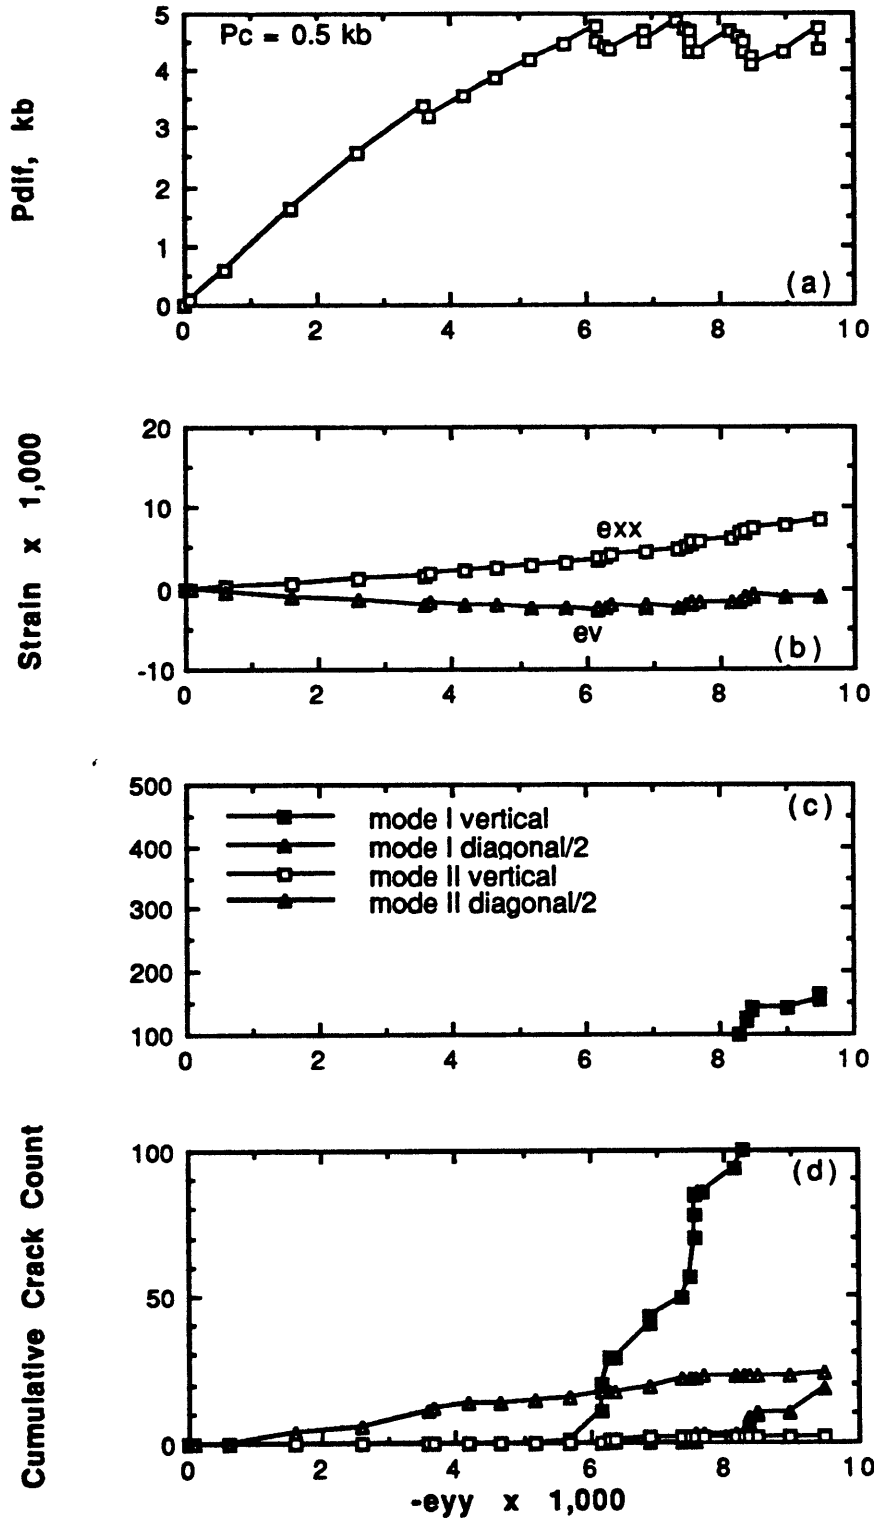 5
Pc = 0.5 kb
4
3
2
1
0
(a)
0 2 4 6 8 10
Pdif, kb
20
10
0
-10
exx
ev
(b)
0 2 4 6 8 10
Strain x 1,000
500
400
300
200
100
(c)
mode I vertical
mode I diagonal/2
mode II vertical
mode II diagonal/2
0 2 4 6 8 10
100
50
0
(d)
0 2 4 6 8 10
Cumulative Crack Count
-eyy x 1,000